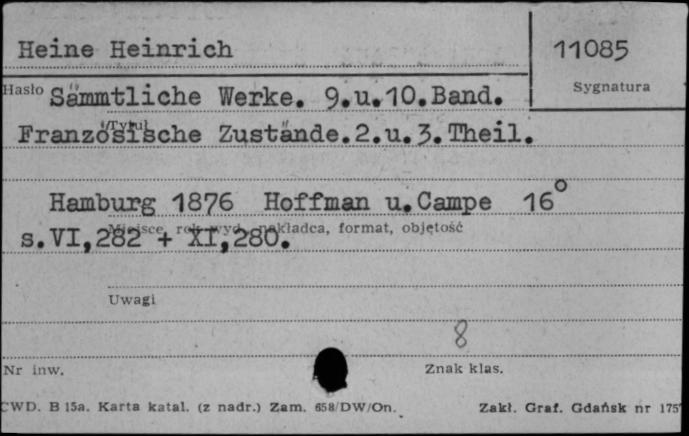 Heine Heinrich
11085
Hasło
Sygnatura
Sämmtliche Werke. 9.u.10.Band.
Tytuł
Französische Zustände.2.u.3.Theil.
Hamburg 1876 Hoffman u.Campe 16°
Miejsce, rok wyd., nakładca, format, objętość
s.VI,282 + XI,280.
Uwagi
8
Nr inw.
Znak klas.
CWD. B 15a. Karta katal. (z nadr.) Zam. 658/DW/On.
Zakł. Graf. Gdańsk nr 175